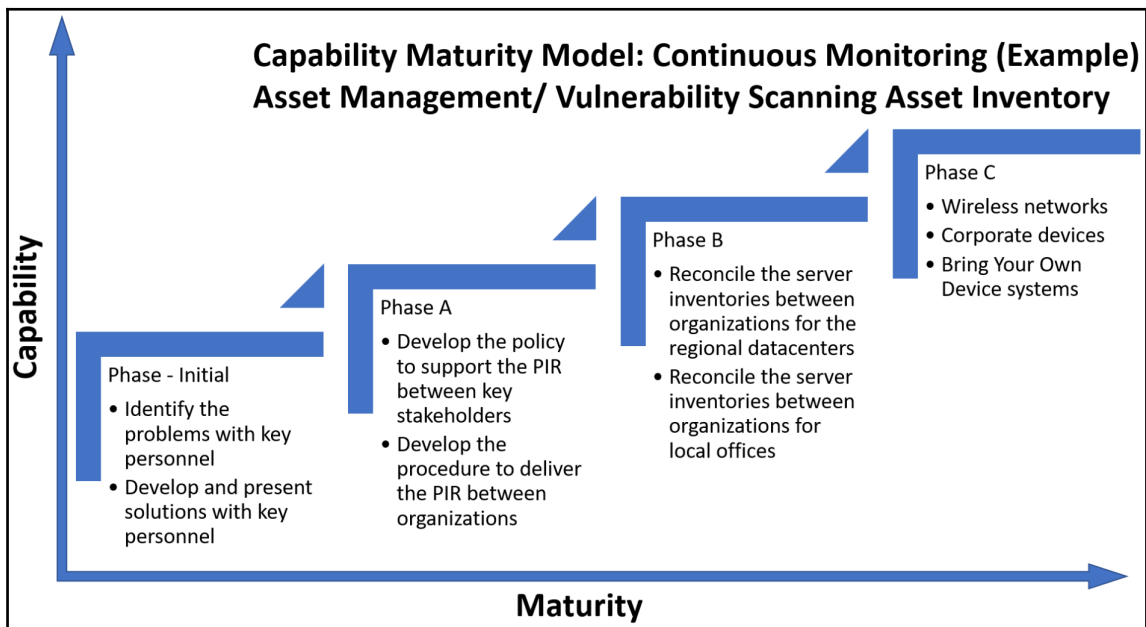 Capability Maturity Model: Continuous Monitoring (Example)
Asset Management/ Vulnerability Scanning Asset Inventory
Capability
Phase - Initial
• Identify the
problems with key
personnel
• Develop and present
solutions with key
personnel
Phase A
• Develop the policy
to support the PIR
between key
stakeholders
• Develop the
procedure to deliver
the PIR between
organizations
Phase B
• Reconcile the server
inventories between
organizations for the
regional datacenters
• Reconcile the server
inventories between
organizations for
local offices
Phase C
• Wireless networks
• Corporate devices
• Bring Your Own
Device systems
Maturity